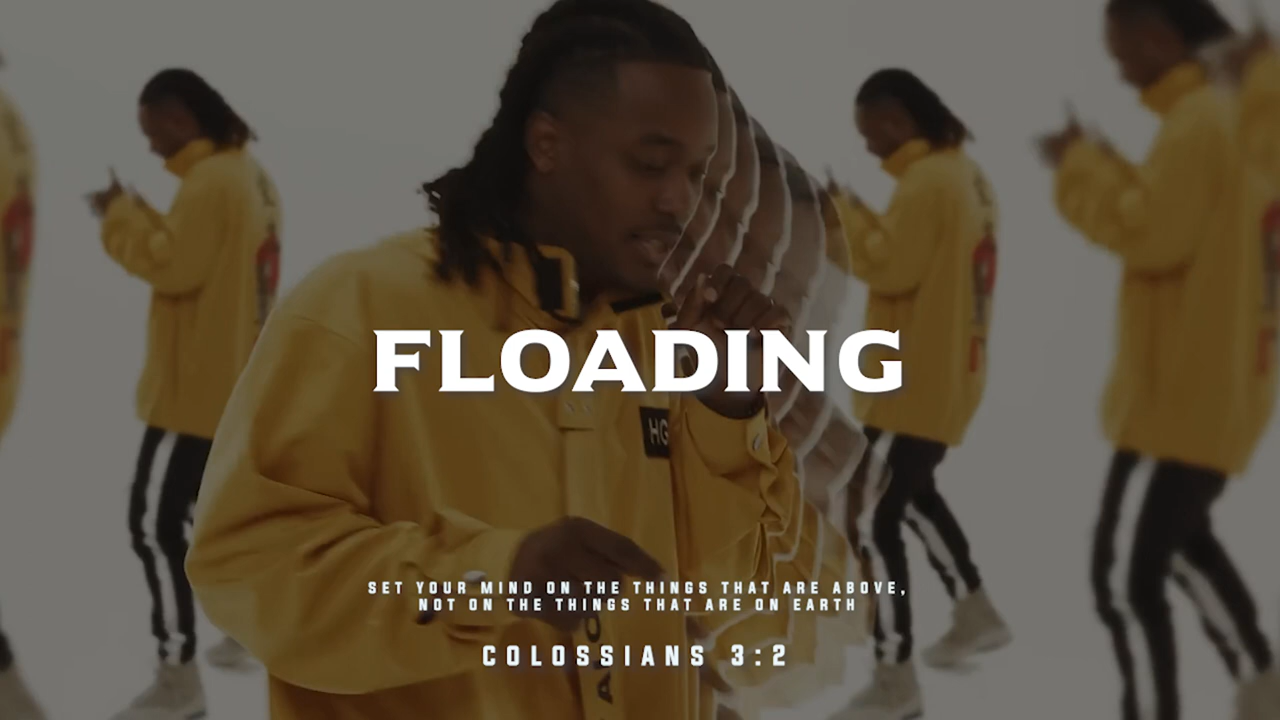 HG
FLOADING
SET YOUR MIND ON THE THINGS THAT ARE ABOVE,
NOT ON THE THINGS THAT ARE ON EARTH
COLOSSIANS 3:2